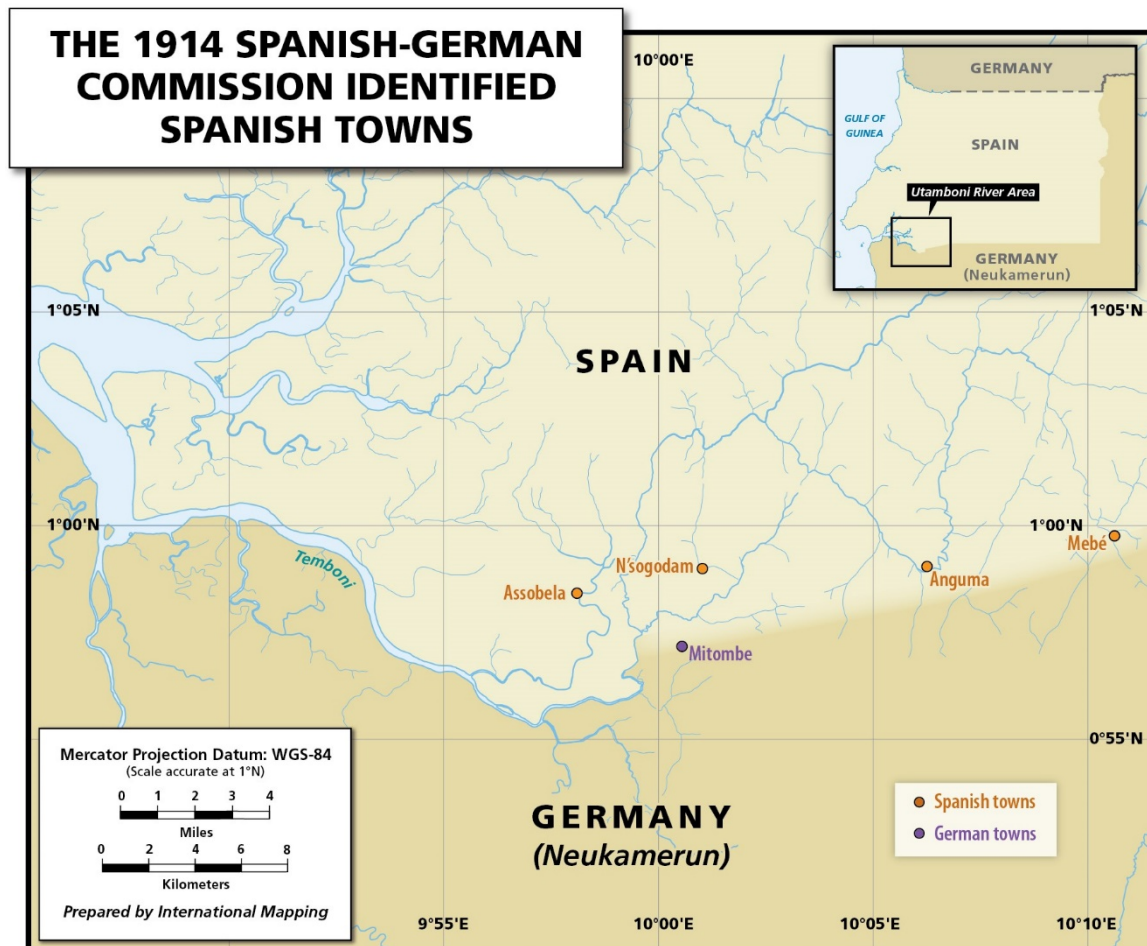 THE 1914 SPANISH-GERMAN
COMMISSION IDENTIFIED
SPANISH TOWNS
10°00'E
GERMANY
GULF OF
GUINEA
SPAIN
Utamboni River Area
GERMANY
(Neukamerun)
1°05'N
1°05'N
SPAIN
1°00'N
1°00'N
Mebé
Temboni
N'sogodam
Anguma
Assobela
Mitombe
0°55'N
Mercator Projection Datum: WGS-84
(Scale accurate at 1°N)
0 1 2 3 4
Miles
0 2 4 6 8
Kilometers
Prepared by International Mapping
Spanish towns
German towns
GERMANY
(Neukamerun)
9°55'E
10°00'E
10°05'E
10°10'E